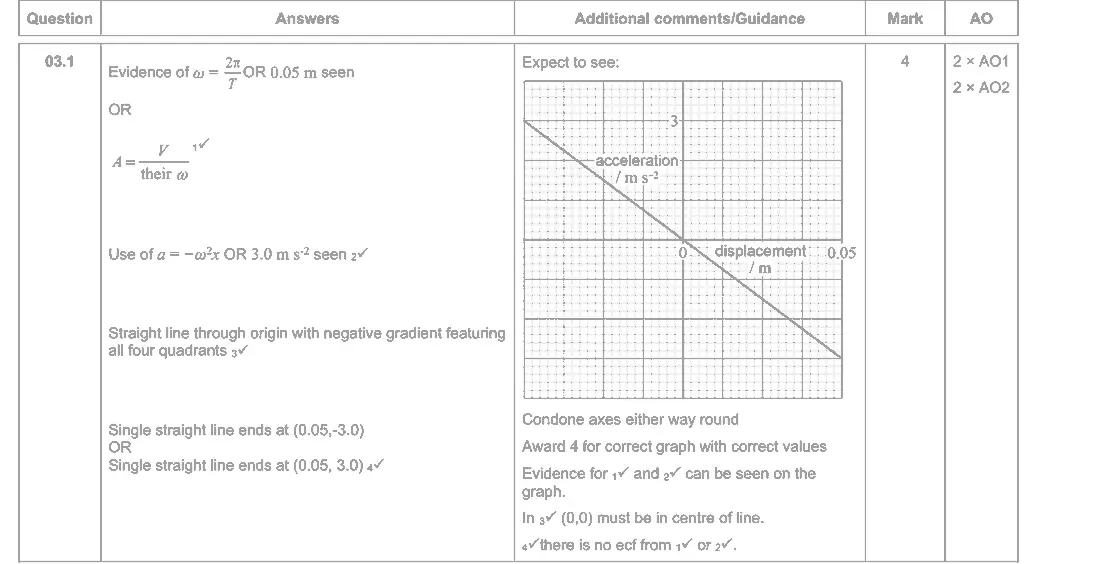 Question Answers Additional comments/Guidance Mark AO
03.1
Evidence of ω = 2π/T OR 0.05 m seen
OR
A = V/their ω 1✓
Use of a = −ω²x OR 3.0 m s⁻² seen 2✓
Straight line through origin with negative gradient featuring
all four quadrants 3✓
Single straight line ends at (0.05,-3.0)
OR
Single straight line ends at (0.05, 3.0) 4✓
Expect to see:
3
acceleration
/ m s⁻²
0 displacement 0.05
/ m
Condone axes either way round
Award 4 for correct graph with correct values
Evidence for 1✓ and 2✓ can be seen on the
graph.
In 3✓ (0,0) must be in centre of line.
4✓there is no ecf from 1✓ or 2✓.
4
2 × AO1
2 × AO2